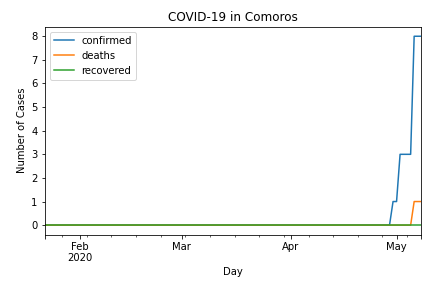 COVID-19 in Comoros
confirmed
deaths
recovered
Number of Cases
8
7
6
5
4
3
2
1
0
Feb Mar Apr May
2020
Day